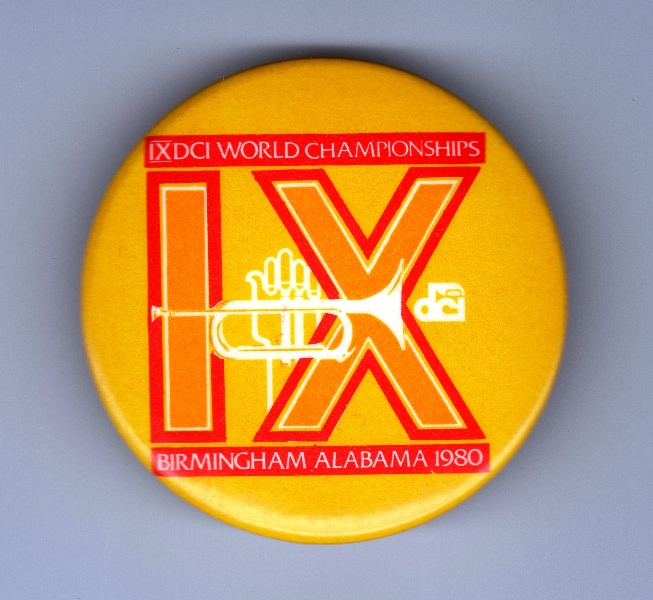 IX DCI WORLD CHAMPIONSHIPS
IX
dci
BIRMINGHAM ALABAMA 1980